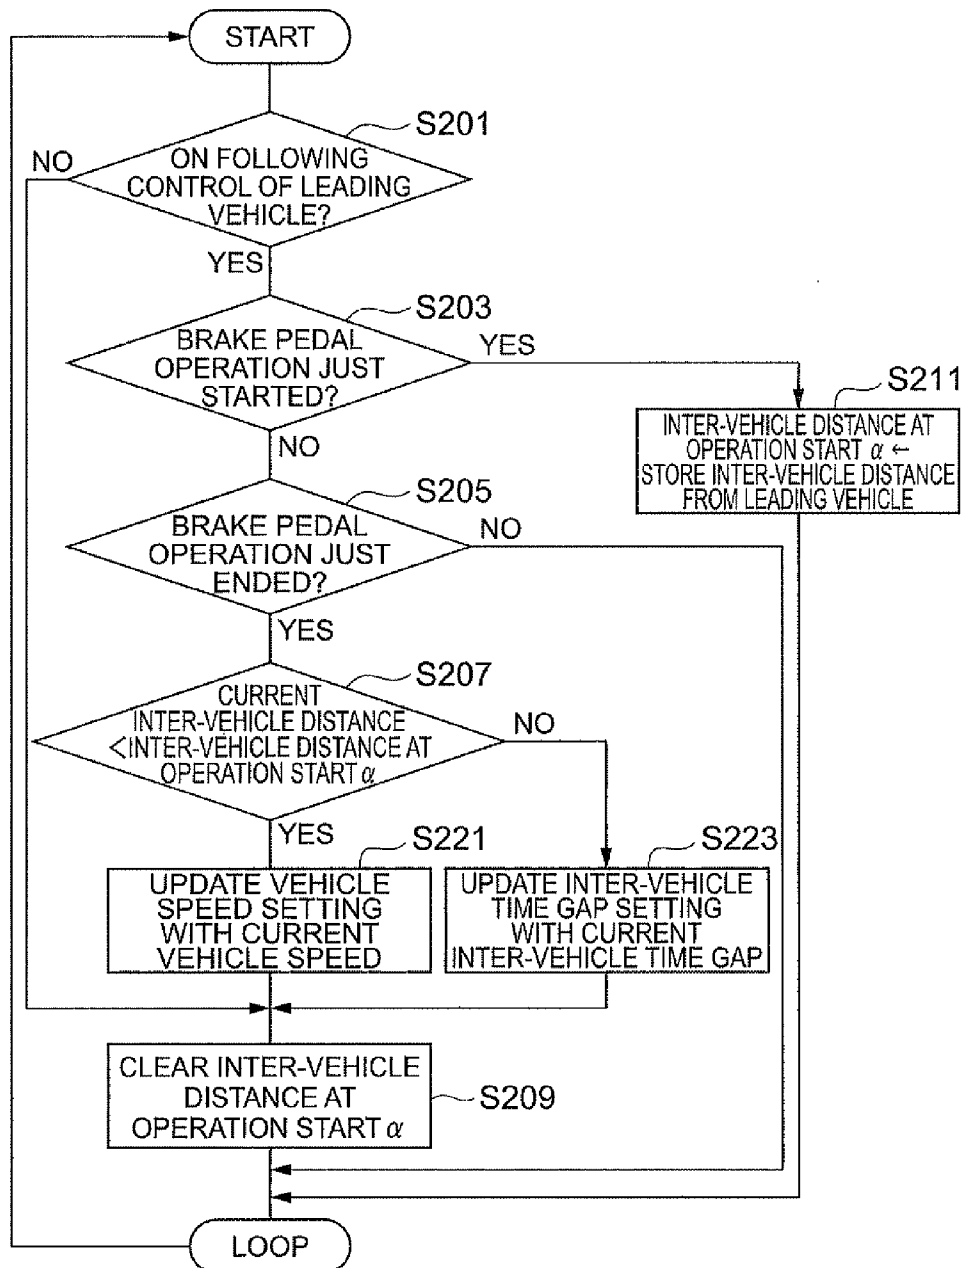 START
S201
NO
ON FOLLOWING
CONTROL OF LEADING
VEHICLE?
YES
S203
BRAKE PEDAL
OPERATION JUST
STARTED?
YES
S211
INTER-VEHICLE DISTANCE AT
OPERATION START α ←
STORE INTER-VEHICLE DISTANCE
FROM LEADING VEHICLE
NO
S205
BRAKE PEDAL
OPERATION JUST
ENDED?
NO
YES
S207
CURRENT
INTER-VEHICLE DISTANCE
<INTER-VEHICLE DISTANCE AT
OPERATION START α
NO
YES
S221
UPDATE VEHICLE
SPEED SETTING
WITH CURRENT
VEHICLE SPEED
S223
UPDATE INTER-VEHICLE
TIME GAP SETTING
WITH CURRENT
INTER-VEHICLE TIME GAP
CLEAR INTER-VEHICLE
DISTANCE AT
OPERATION START α
S209
LOOP